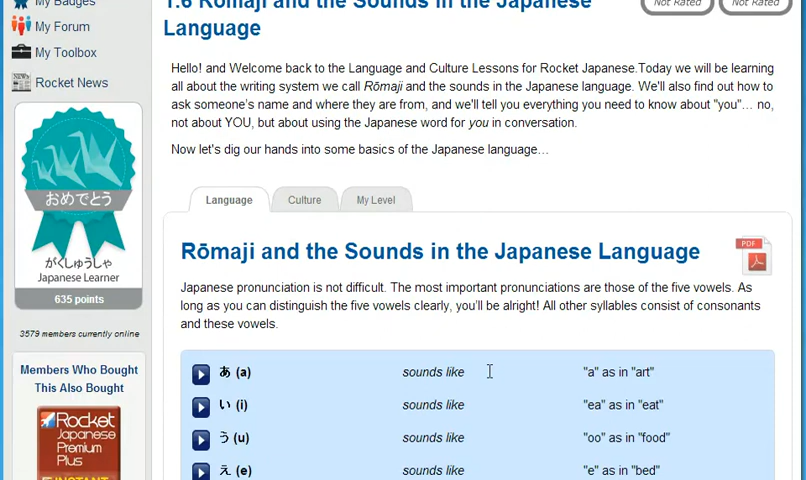 My Badges
My Forum
My Toolbox
Rocket News
おめでとう
がくしゅうしゃ
Japanese Learner
635 points
3579 members currently online
Members Who Bought
This Also Bought
Rocket
Japanese
Premium
Plus
INSTANT
1.6 Rōmaji and the Sounds in the Japanese
Language
Not Rated
Not Rated
Hello! and Welcome back to the Language and Culture Lessons for Rocket Japanese.Today we will be learning
all about the writing system we call Rōmaji and the sounds in the Japanese language. We'll also find out how to
ask someone's name and where they are from, and we'll tell you everything you need to know about "you"... no,
not about YOU, but about using the Japanese word for you in conversation.
Now let's dig our hands into some basics of the Japanese language...
Language
Culture
My Level
Rōmaji and the Sounds in the Japanese Language
PDF
Japanese pronunciation is not difficult. The most important pronunciations are those of the five vowels. As
long as you can distinguish the five vowels clearly, you'll be alright! All other syllables consist of consonants
and these vowels.
あ (a) sounds like "a" as in "art"
い (i) sounds like "ea" as in "eat"
う (u) sounds like "oo" as in "food"
え (e) sounds like "e" as in "bed"